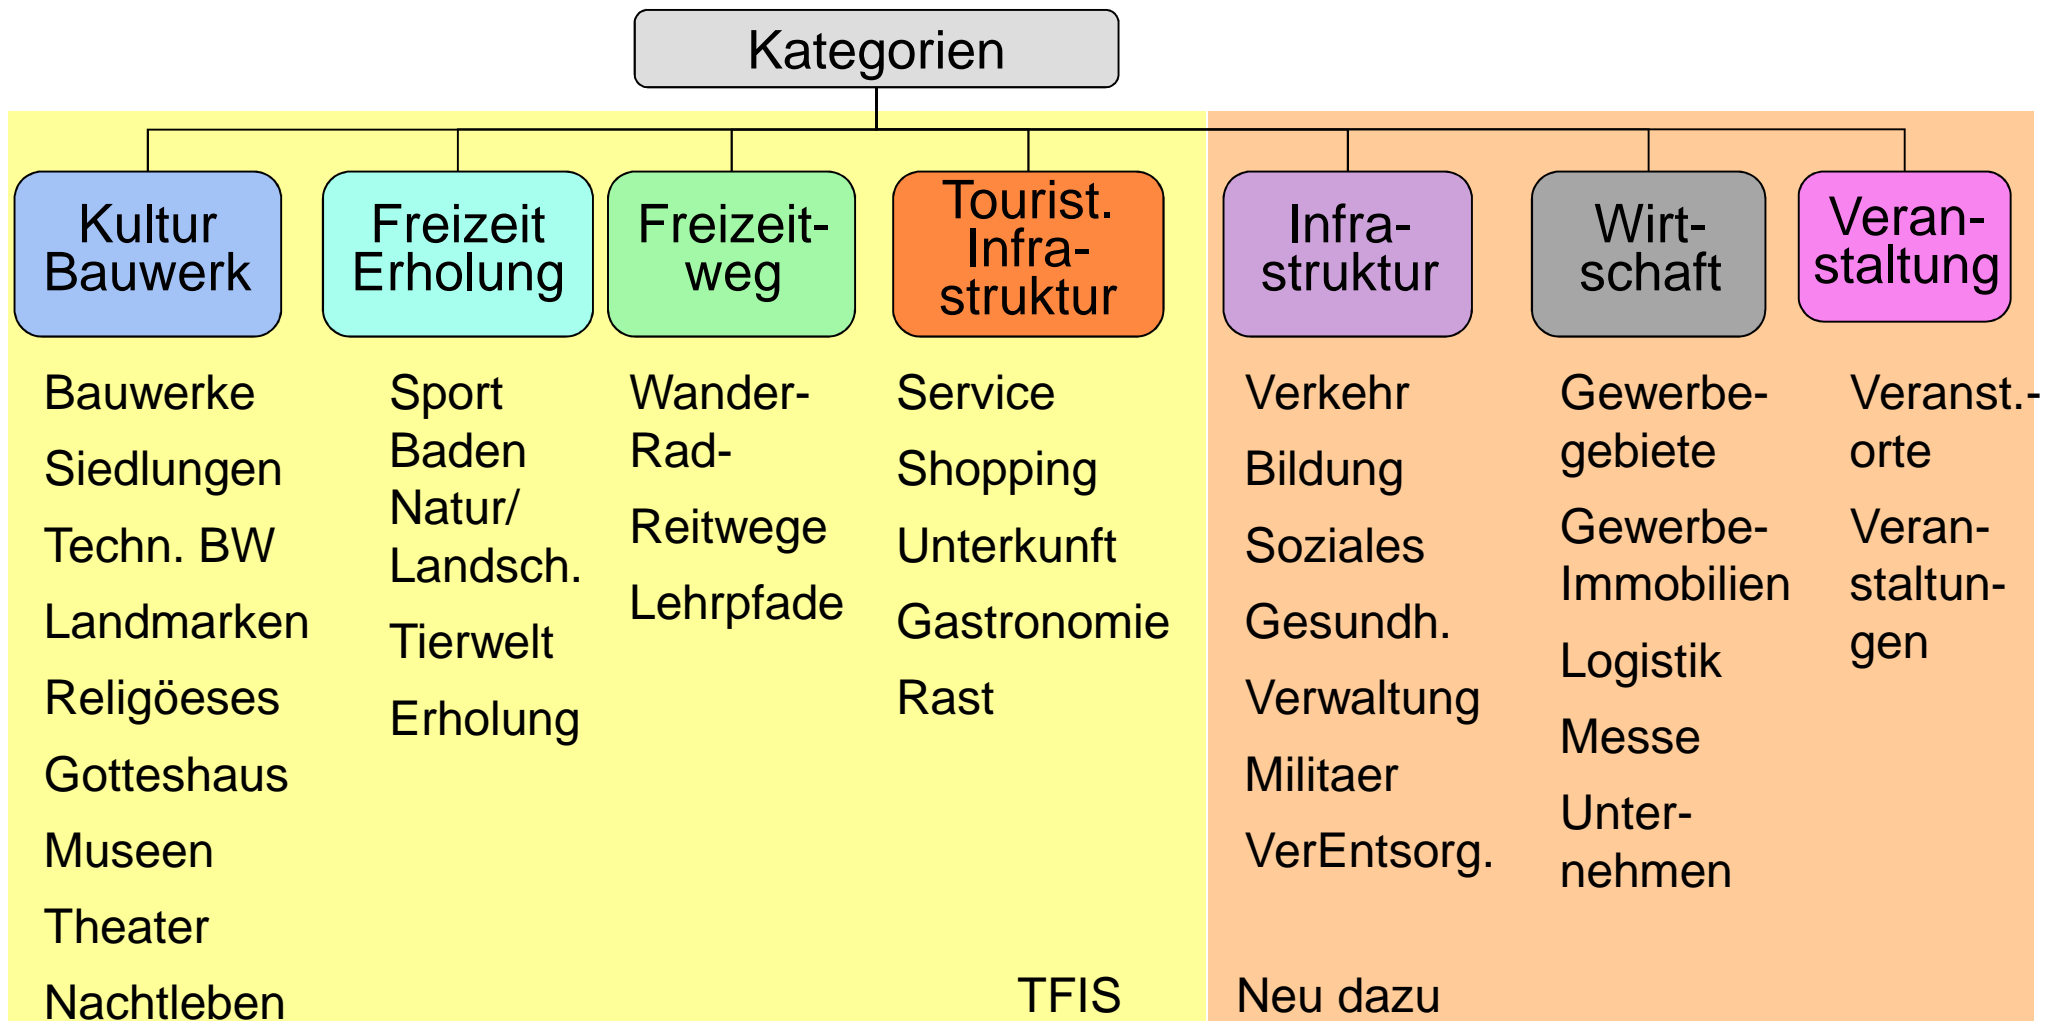 Kategorien
Kultur
Bauwerk
Freizeit
Erholung
Freizeit-
weg
Tourist.
Infra-
struktur
Infra-
struktur
Wirt-
schaft
Veran-
staltung
Bauwerke
Siedlungen
Techn. BW
Landmarken
Religöeses
Gotteshaus
Museen
Theater
Nachtleben
Sport
Baden
Natur/
Landsch.
Tierwelt
Erholung
Wander-
Rad-
Reitwege
Lehrpfade
Service
Shopping
Unterkunft
Gastronomie
Rast
TFIS
Verkehr
Bildung
Soziales
Gesundh.
Verwaltung
Militaer
VerEntsorg.
Neu dazu
Gewerbe-
gebiete
Gewerbe-
Immobilien
Logistik
Messe
Unter-
nehmen
Veranst.-
orte
Veran-
staltun-
gen